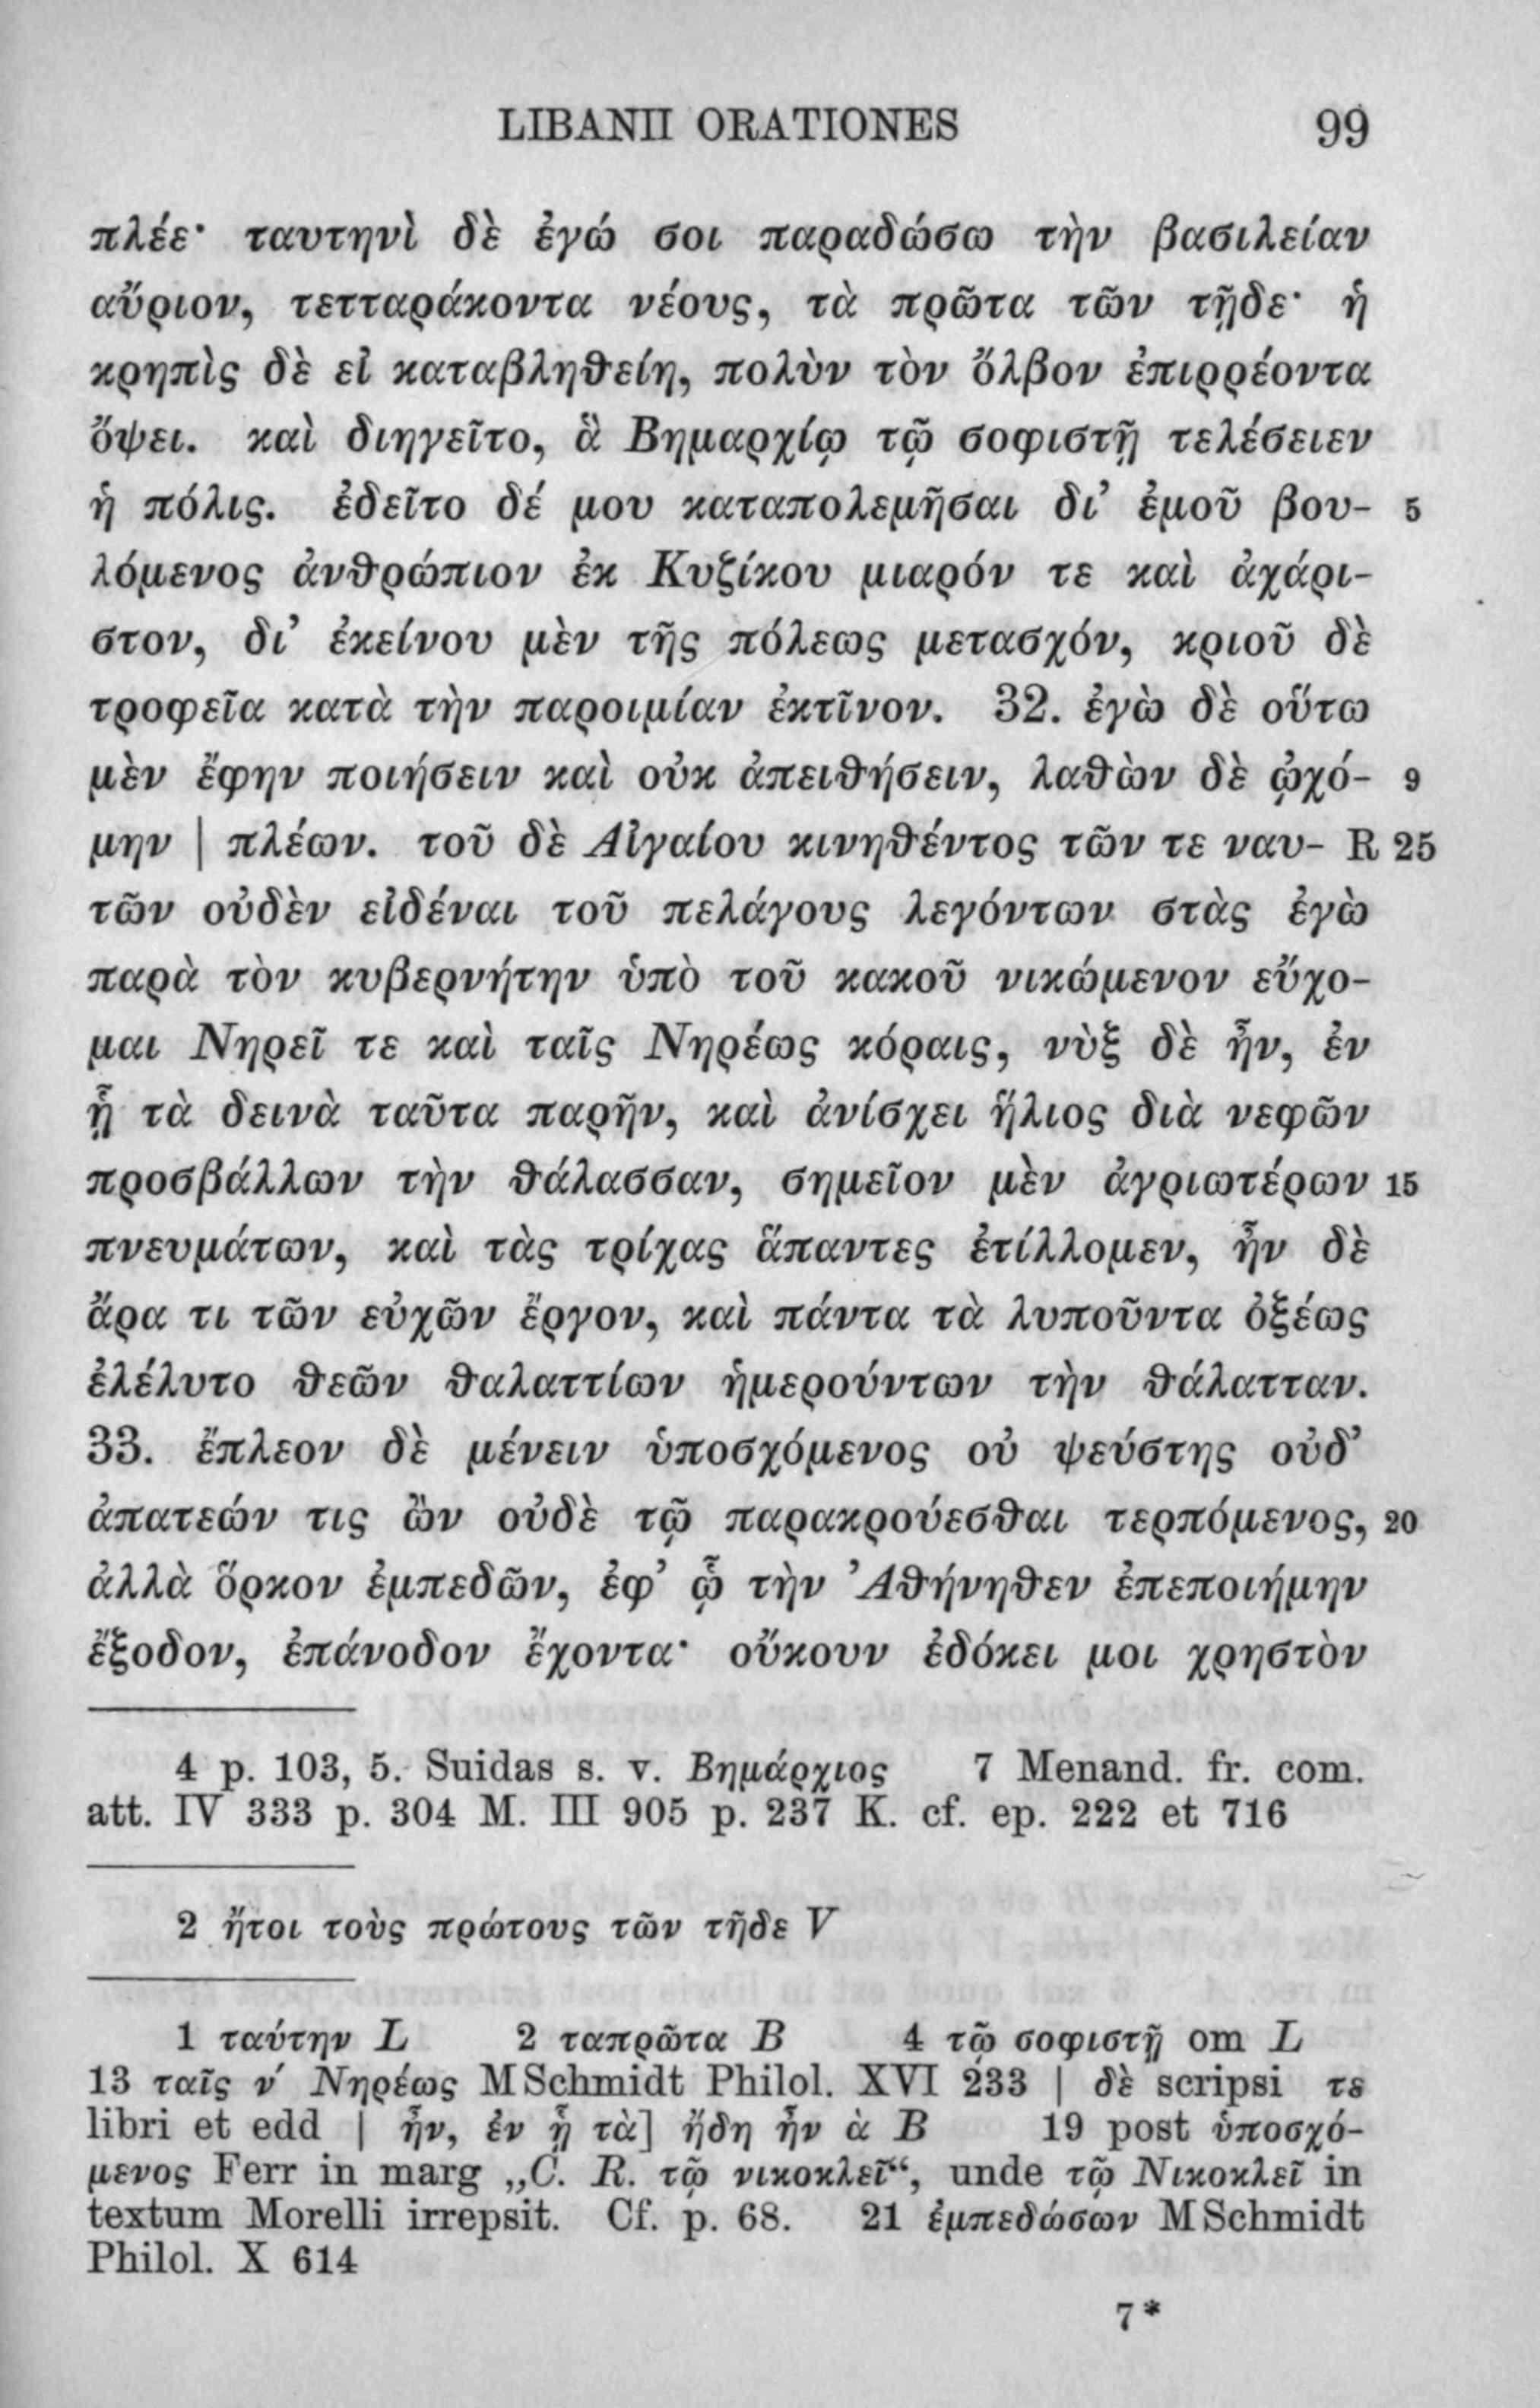 LIBANII ORATIONES 99
πλέε· ταυτηνὶ δὲ ἐγώ σοι παραδώσω τὴν βασιλείαν
αὔριον, τετταράκοντα νέους, τὰ πρῶτα τῶν τῇδε· ἡ
κρηπὶς δὲ εἰ καταβληθείη, πολὺν τὸν ὄλβον ἐπιρρέοντα
ὄψει. καὶ διηγεῖτο, ἃ Βημαρχίῳ τῷ σοφιστῇ τελέσειεν
ἡ πόλις. ἐδεῖτο δέ μου καταπολεμῆσαι δι’ ἐμοῦ βου- 5
λόμενος ἀνθρώπιον ἐκ Κυζίκου μιαρόν τε καὶ ἀχάρι-
στον, δι’ ἐκείνου μὲν τῆς πόλεως μετασχόν, κριοῦ δὲ
τροφεῖα κατὰ τὴν παροιμίαν ἐκτῖνον. 32. ἐγὼ δὲ οὕτω
μὲν ἔφην ποιήσειν καὶ οὐκ ἀπειθήσειν, λαθὼν δὲ ᾠχό- 9
μην | πλέων. τοῦ δὲ Αἰγαίου κινηθέντος τῶν τε ναυ- R 25
τῶν οὐδὲν εἰδέναι τοῦ πελάγους λεγόντων στὰς ἐγὼ
παρὰ τὸν κυβερνήτην ὑπὸ τοῦ κακοῦ νικώμενον εὔχο-
μαι Νηρεῖ τε καὶ ταῖς Νηρέως κόραις, νὺξ δὲ ἦν, ἐν
ᾗ τὰ δεινὰ ταῦτα παρῆν, καὶ ἀνίσχει ἥλιος διὰ νεφῶν
προσβάλλων τὴν θάλασσαν, σημεῖον μὲν ἀγριωτέρων 15
πνευμάτων, καὶ τὰς τρίχας ἅπαντες ἐτίλλομεν, ἦν δὲ
ἄρα τι τῶν εὐχῶν ἔργον, καὶ πάντα τὰ λυποῦντα ὀξέως
ἐλέλυτο θεῶν θαλαττίων ἡμερούντων τὴν θάλατταν.
33. ἔπλεον δὲ μένειν ὑποσχόμενος οὐ ψεύστης οὐδ’
ἀπατεών τις ὢν οὐδὲ τῷ παρακρούεσθαι τερπόμενος, 20
ἀλλὰ ὅρκον ἐμπεδῶν, ἐφ’ ᾧ τὴν Ἀθήνηθεν ἐπεποιήμην
ἔξοδον, ἐπάνοδον ἔχοντα· οὔκουν ἐδόκει μοι χρηστὸν
4 p. 103, 5. Suidas s. v. Βημάρχιος 7 Menand. fr. com.
att. IV 333 p. 304 M. III 905 p. 237 K. cf. ep. 222 et 716
2 ἤτοι τοὺς πρώτους τῶν τῇδε V
1 ταύτην L 2 ταπρῶτα B 4 τῷ σοφιστῇ om L
13 ταῖς ν′ Νηρέως MSchmidt Philol. XVI 233 | δὲ scripsi τε
libri et edd | ἦν, ἐν ᾗ τὰ] ἤδη ἦν ἃ B 19 post ὑποσχό-
μενος Ferr in marg „C. R. τῷ νικοκλεῖ“, unde τῷ Νικοκλεῖ in
textum Morelli irrepsit. Cf. p. 68. 21 ἐμπεδώσων MSchmidt
Philol. X 614
7*